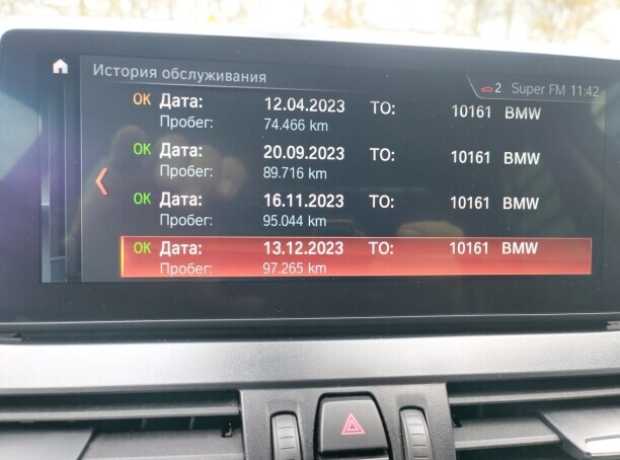 История обслуживания
2 Super FM 11:42
OK Дата: 12.04.2023 ТО: 10161 BMW
Пробег: 74.466 km
OK Дата: 20.09.2023 ТО: 10161 BMW
Пробег: 89.716 km
OK Дата: 16.11.2023 ТО: 10161 BMW
Пробег: 95.044 km
OK Дата: 13.12.2023 ТО: 10161 BMW
Пробег: 97.265 km